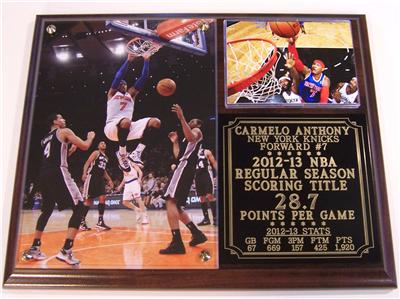 CARMELO ANTHONY
NEW YORK KNICKS
FORWARD #7
2012-13 NBA
REGULAR SEASON
SCORING TITLE
28.7
POINTS PER GAME
2012-13 STATS
GB FGM 3PM FTM PTS
67 669 157 425 1,920